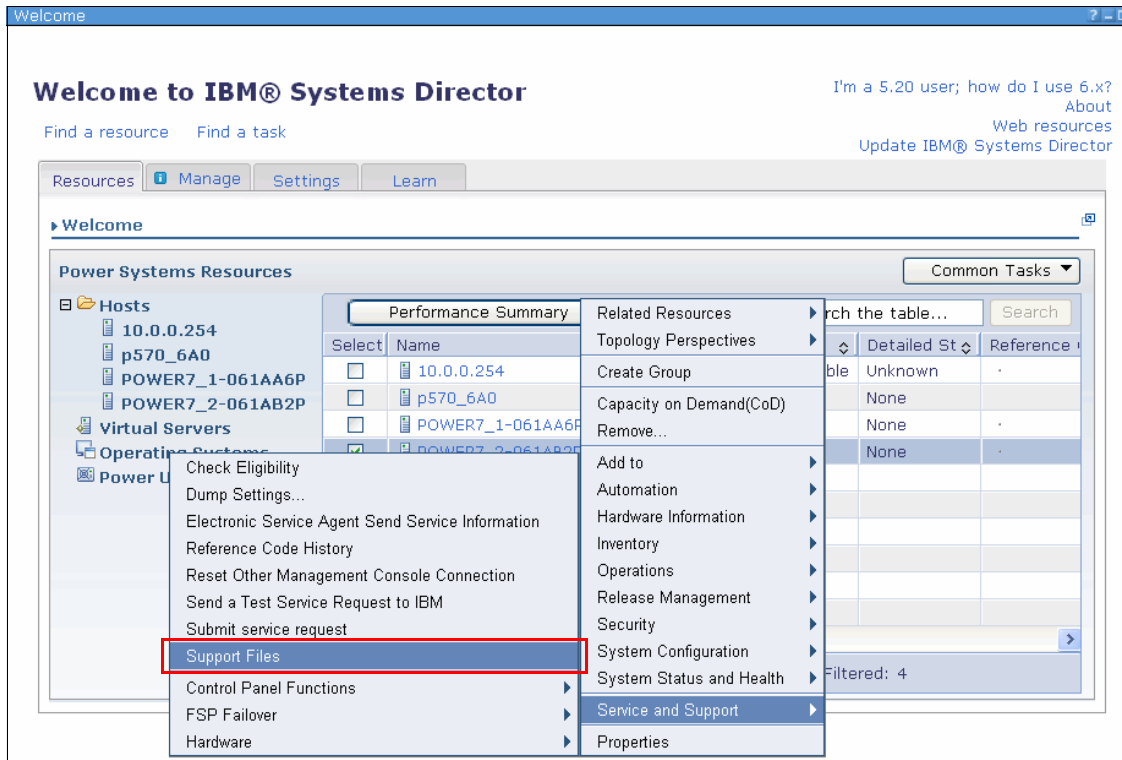 Welcome
Welcome to IBM® Systems Director
I'm a 5.20 user; how do I use 6.x?
About
Web resources
Update IBM® Systems Director
Find a resource Find a task
Resources Manage Settings Learn
Welcome
Power Systems Resources
Common Tasks
Hosts
10.0.0.254
p570_6A0
POWER7_1-061AA6P
POWER7_2-061AB2P
Virtual Servers
Operating Systems
Power
Performance Summary
the table...
Search
Select Name Detailed St Reference
10.0.0.254 Unknown
p570_6A0 None
POWER7_1-061AA6P None
POWER7_2-061AB2P None
Filtered: 4
Related Resources
Topology Perspectives
Create Group
Capacity on Demand(CoD)
Remove...
Add to
Automation
Hardware Information
Inventory
Operations
Release Management
Security
System Configuration
System Status and Health
Service and Support
Properties
Check Eligibility
Dump Settings...
Electronic Service Agent Send Service Information
Reference Code History
Reset Other Management Console Connection
Send a Test Service Request to IBM
Submit service request
Support Files
Control Panel Functions
FSP Failover
Hardware